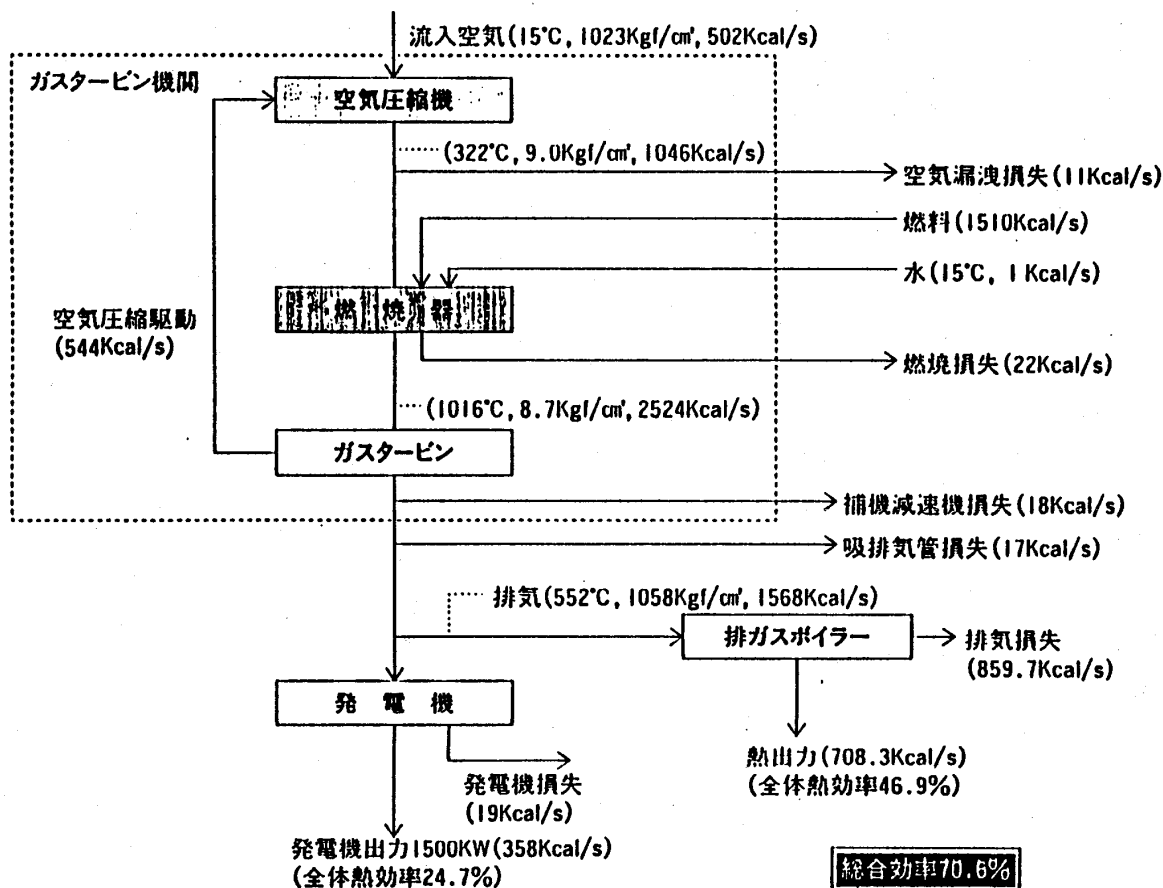 流入空気(15℃, 1023Kgf/c㎡, 502Kcal/s)
ガスタービン機関
空気圧縮機
(322℃, 9.0Kgf/c㎡, 1046Kcal/s)
空気漏洩損失(11Kcal/s)
燃料(1510Kcal/s)
水(15℃, 1Kcal/s)
燃焼器
空気圧縮駆動
(544Kcal/s)
燃焼損失(22Kcal/s)
(1016℃, 8.7Kgf/c㎡, 2524Kcal/s)
ガスタービン
補機減速機損失(18Kcal/s)
吸排気管損失(17Kcal/s)
排気(552℃, 1058Kgf/c㎡, 1568Kcal/s)
排ガスボイラー
排気損失
(859.7Kcal/s)
発電機
熱出力(708.3Kcal/s)
(全体熱効率46.9%)
発電機損失
(19Kcal/s)
発電機出力1500KW(358Kcal/s)
(全体熱効率24.7%)
総合効率70.6%